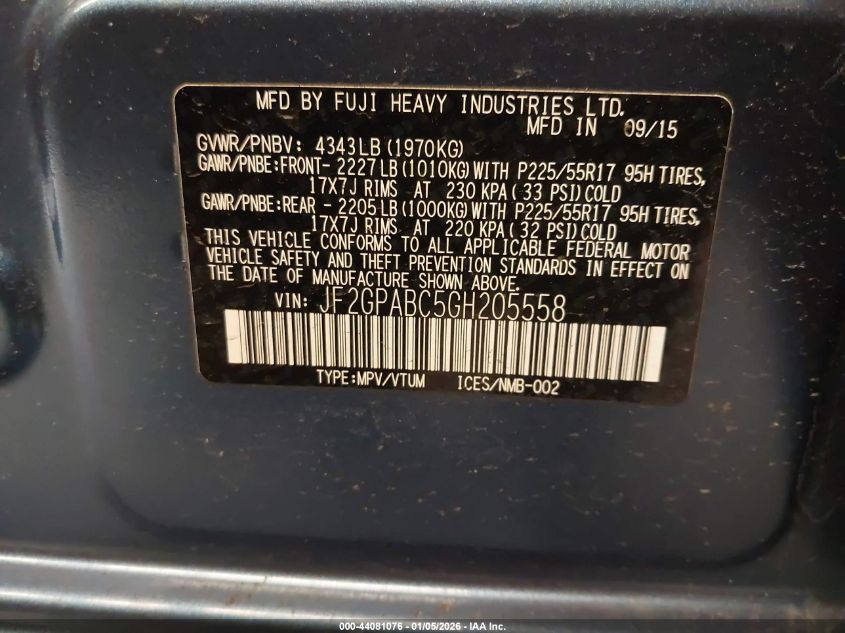 MFD BY FUJI HEAVY INDUSTRIES LTD.
MFD IN 09/15
GVWR/PNBV: 4343LB (1970KG)
GAWR/PNBE:FRONT- 2227LB (1010KG) WITH P225/55R17 95H TIRES,
17X7J RIMS AT 230 KPA ( 33 PSI) COLD
GAWR/PNBE:REAR - 2205LB (1000KG) WITH P225/55R17 95H TIRES,
17X7J RIMS AT 220 KPA ( 32 PSI) COLD
THIS VEHICLE CONFORMS TO ALL APPLICABLE FEDERAL MOTOR
VEHICLE SAFETY AND THEFT PREVENTION STANDARDS IN EFFECT ON
THE DATE OF MANUFACTURE SHOWN ABOVE.
VIN: JF2GPABC5GH205558
TYPE:MPV/VTUM ICES/NMB-002
000-44081076 - 01/05/2026 - IAA Inc.